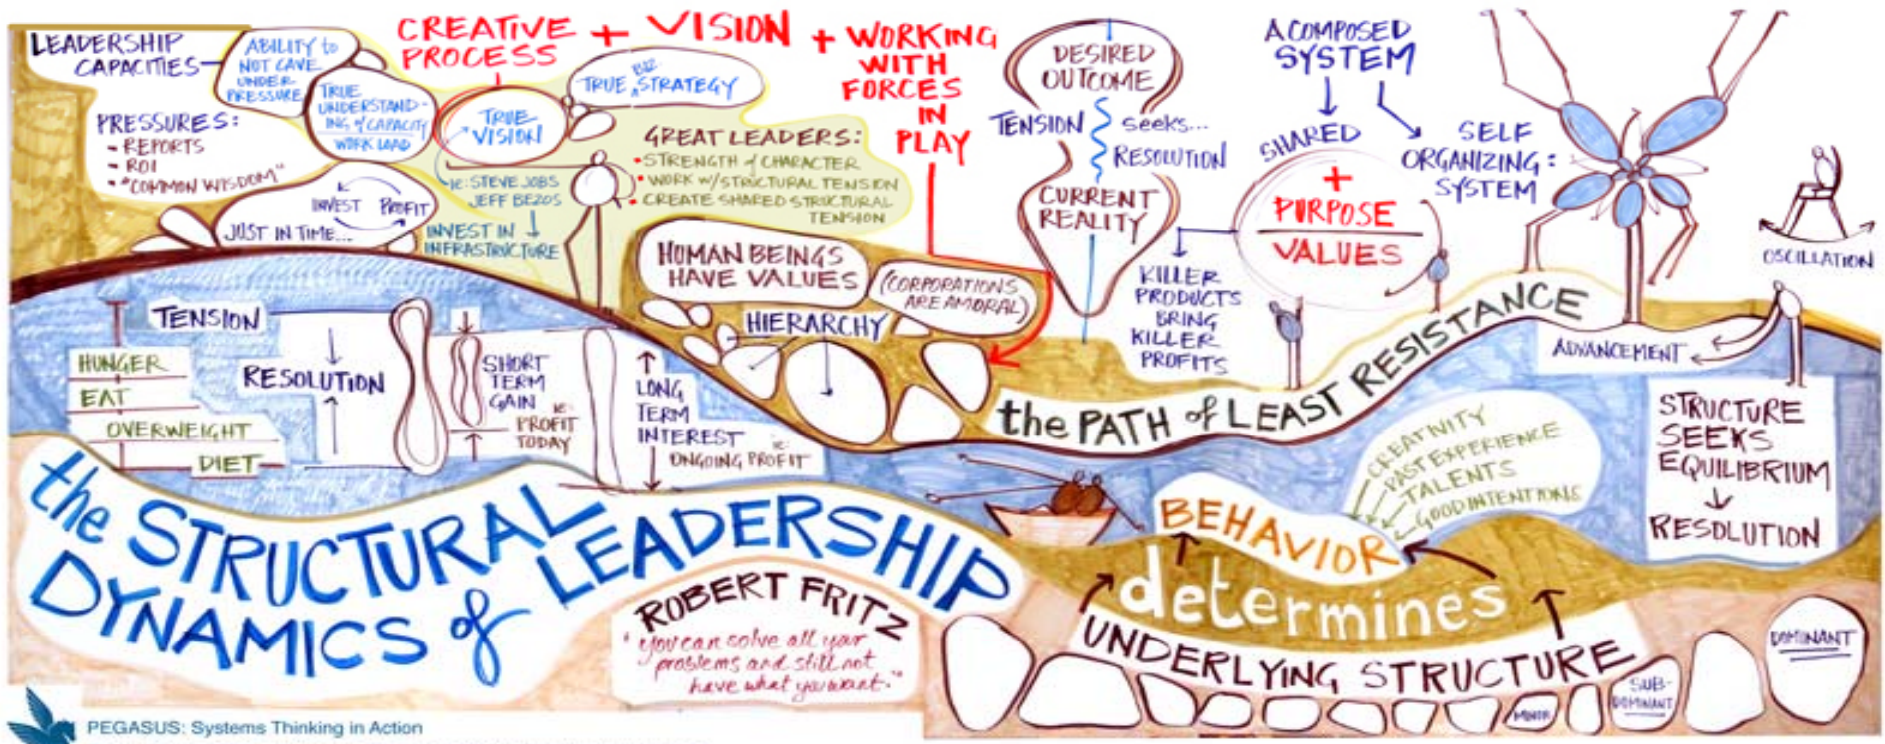 LEADERSHIP
CAPACITIES
ABILITY to
NOT CAVE
UNDER
PRESSURE
TRUE
UNDERSTAND-
ING of CAPACITY
WORK LOAD
PRESSURES:
- REPORTS
- ROI
- "COMMON WISDOM"
INVEST PROFIT
JUST IN TIME...
CREATIVE
PROCESS
+ VISION
+ WORKING
WITH
FORCES
IN
PLAY
TRUE
VISION
TRUE BIZ STRATEGY
IE: STEVE JOBS
JEFF BEZOS
INVEST IN
INFRASTRUCTURE
GREAT LEADERS:
• STRENGTH of CHARACTER
• WORK W/STRUCTURAL TENSION
• CREATE SHARED STRUCTURAL
TENSION
HUMAN BEINGS
HAVE VALUES
(CORPORATIONS
ARE AMORAL)
HIERARCHY
DESIRED
OUTCOME
TENSION
seeks...
RESOLUTION
CURRENT
REALITY
A COMPOSED
SYSTEM
SHARED
+
PURPOSE
VALUES
SELF
ORGANIZING:
SYSTEM
KILLER
PRODUCTS
BRING
KILLER
PROFITS
OSCILLATION
ADVANCEMENT
the PATH of LEAST RESISTANCE
TENSION
RESOLUTION
HUNGER
EAT
OVERWEIGHT
DIET
SHORT
TERM
GAIN
IE:
PROFIT
TODAY
LONG
TERM
INTEREST
IE:
ONGOING PROFIT
STRUCTURE
SEEKS
EQUILIBRIUM
RESOLUTION
CREATIVITY
PAST EXPERIENCE
TALENTS
GOOD INTENTIONS
BEHAVIOR
determines
UNDERLYING STRUCTURE
MINOR
SUB-
DOMINANT
DOMINANT
the STRUCTURAL
DYNAMICS of LEADERSHIP
ROBERT FRITZ
"you can solve all your
problems and still not
have what you want."
PEGASUS: Systems Thinking in Action